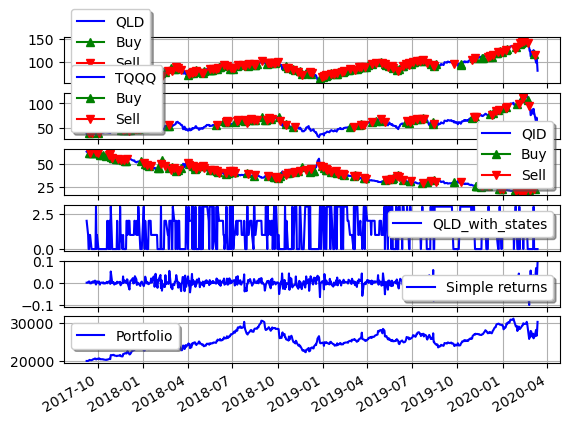 QLD
Buy
Sell
150
100
TQQQ
Buy
Sell
100
50
QID
Buy
Sell
50
25
2.5
0.0
QLD_with_states
0.1
0.0
−0.1
Simple returns
30000
20000
Portfolio
2017-10
2018-01
2018-04
2018-07
2018-10
2019-01
2019-04
2019-07
2019-10
2020-01
2020-04